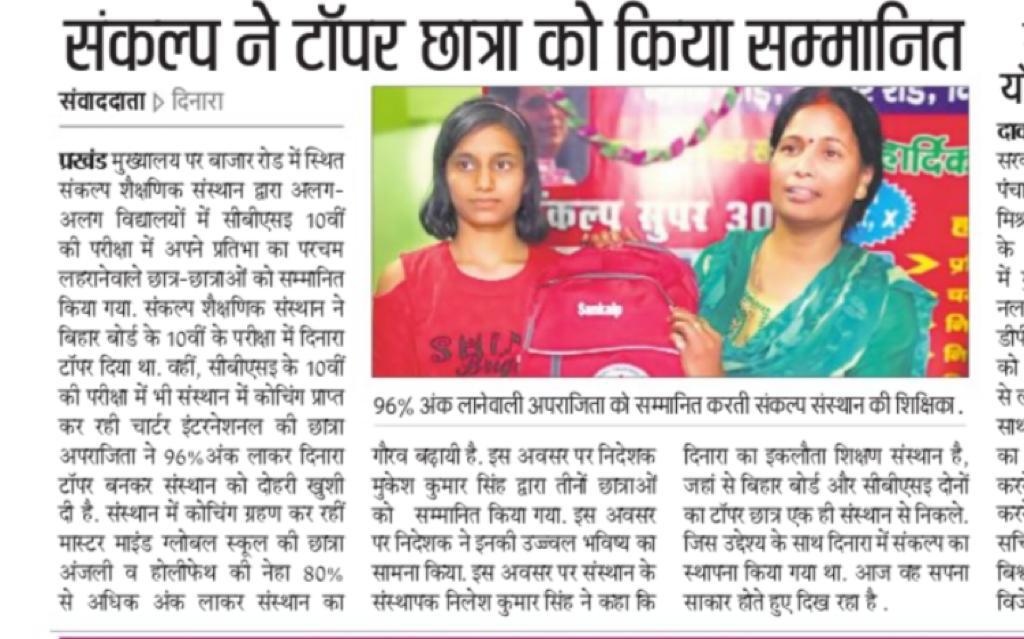 संकल्प ने टॉपर छात्रा को किया सम्मानित
संवाददाता ▷ दिनारा
प्रखंड मुख्यालय पर बाजार रोड में स्थित
संकल्प शैक्षणिक संस्थान द्वारा अलग-
अलग विद्यालयों में सीबीएसइ 10वीं
की परीक्षा में अपने प्रतिभा का परचम
लहरानेवाले छात्र-छात्राओं को सम्मानित
किया गया. संकल्प शैक्षणिक संस्थान ने
बिहार बोर्ड के 10वीं के परीक्षा में दिनारा
टॉपर दिया था. वहीं, सीबीएसइ के 10वीं
की परीक्षा में भी संस्थान में कोचिंग प्राप्त
कर रही चार्टर इंटरनेशनल की छात्रा
अपराजिता ने 96%अंक लाकर दिनारा
टॉपर बनकर संस्थान को दोहरी खुशी
दी है. संस्थान में कोचिंग ग्रहण कर रहीं
मास्टर माइंड ग्लोबल स्कूल की छात्रा
अंजली व होलीफेथ की नेहा 80%
से अधिक अंक लाकर संस्थान का
हार्दिक
संकल्प सुपर 30
Sankalp
96% अंक लानेवाली अपराजिता को सम्मानित करती संकल्प संस्थान की शिक्षिका.
गौरव बढ़ायी है. इस अवसर पर निदेशक
मुकेश कुमार सिंह द्वारा तीनों छात्राओं
को सम्मानित किया गया. इस अवसर
पर निदेशक ने इनकी उज्ज्वल भविष्य का
सामना किया. इस अवसर पर संस्थान के
संस्थापक निलेश कुमार सिंह ने कहा कि
दिनारा का इकलौता शिक्षण संस्थान है,
जहां से बिहार बोर्ड और सीबीएसइ दोनों
का टॉपर छात्र एक ही संस्थान से निकले.
जिस उद्देश्य के साथ दिनारा में संकल्प का
स्थापना किया गया था. आज वह सपना
साकार होते हुए दिख रहा है .